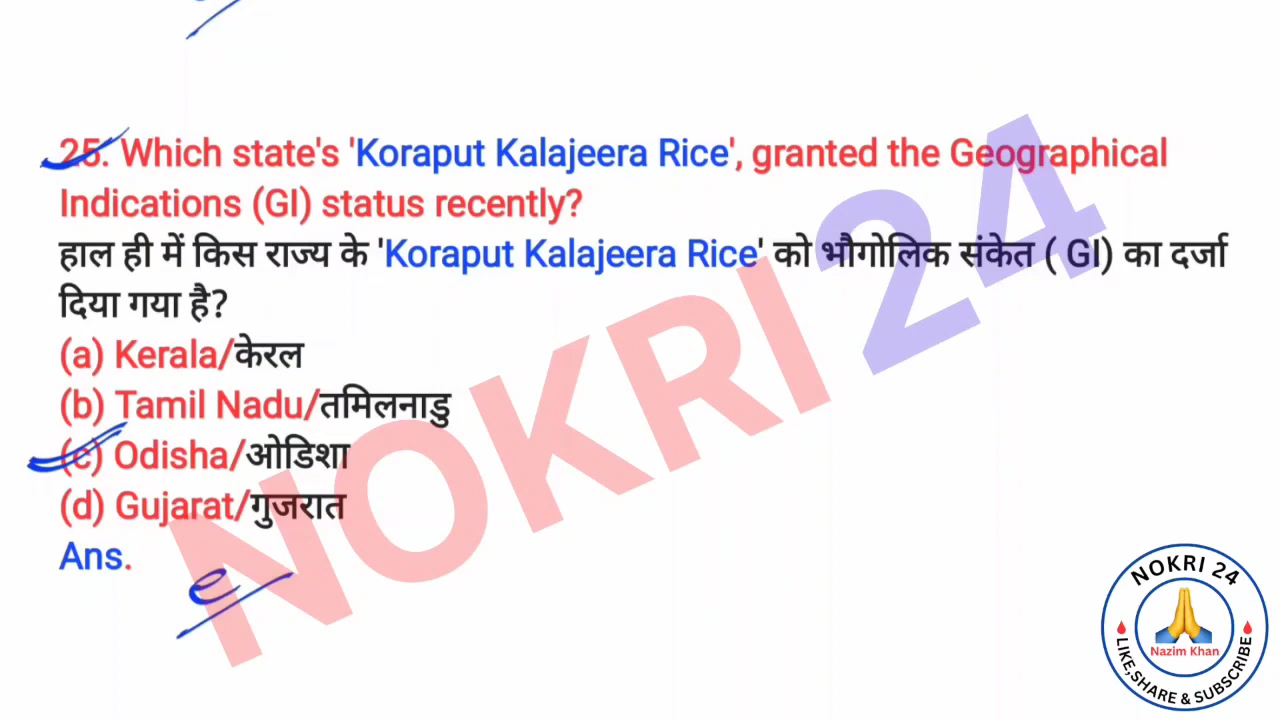 25. Which state's 'Koraput Kalajeera Rice', granted the Geographical
Indications (GI) status recently?
हाल ही में किस राज्य के 'Koraput Kalajeera Rice' को भौगोलिक संकेत ( GI) का दर्जा
दिया गया है?
(a) Kerala/केरल
(b) Tamil Nadu/तमिलनाडु
(c) Odisha/ओडिशा
(d) Gujarat/गुजरात
Ans.
NOKRI 24
NOKRI 24
Nazim Khan
LIKE,SHARE & SUBSCRIBE